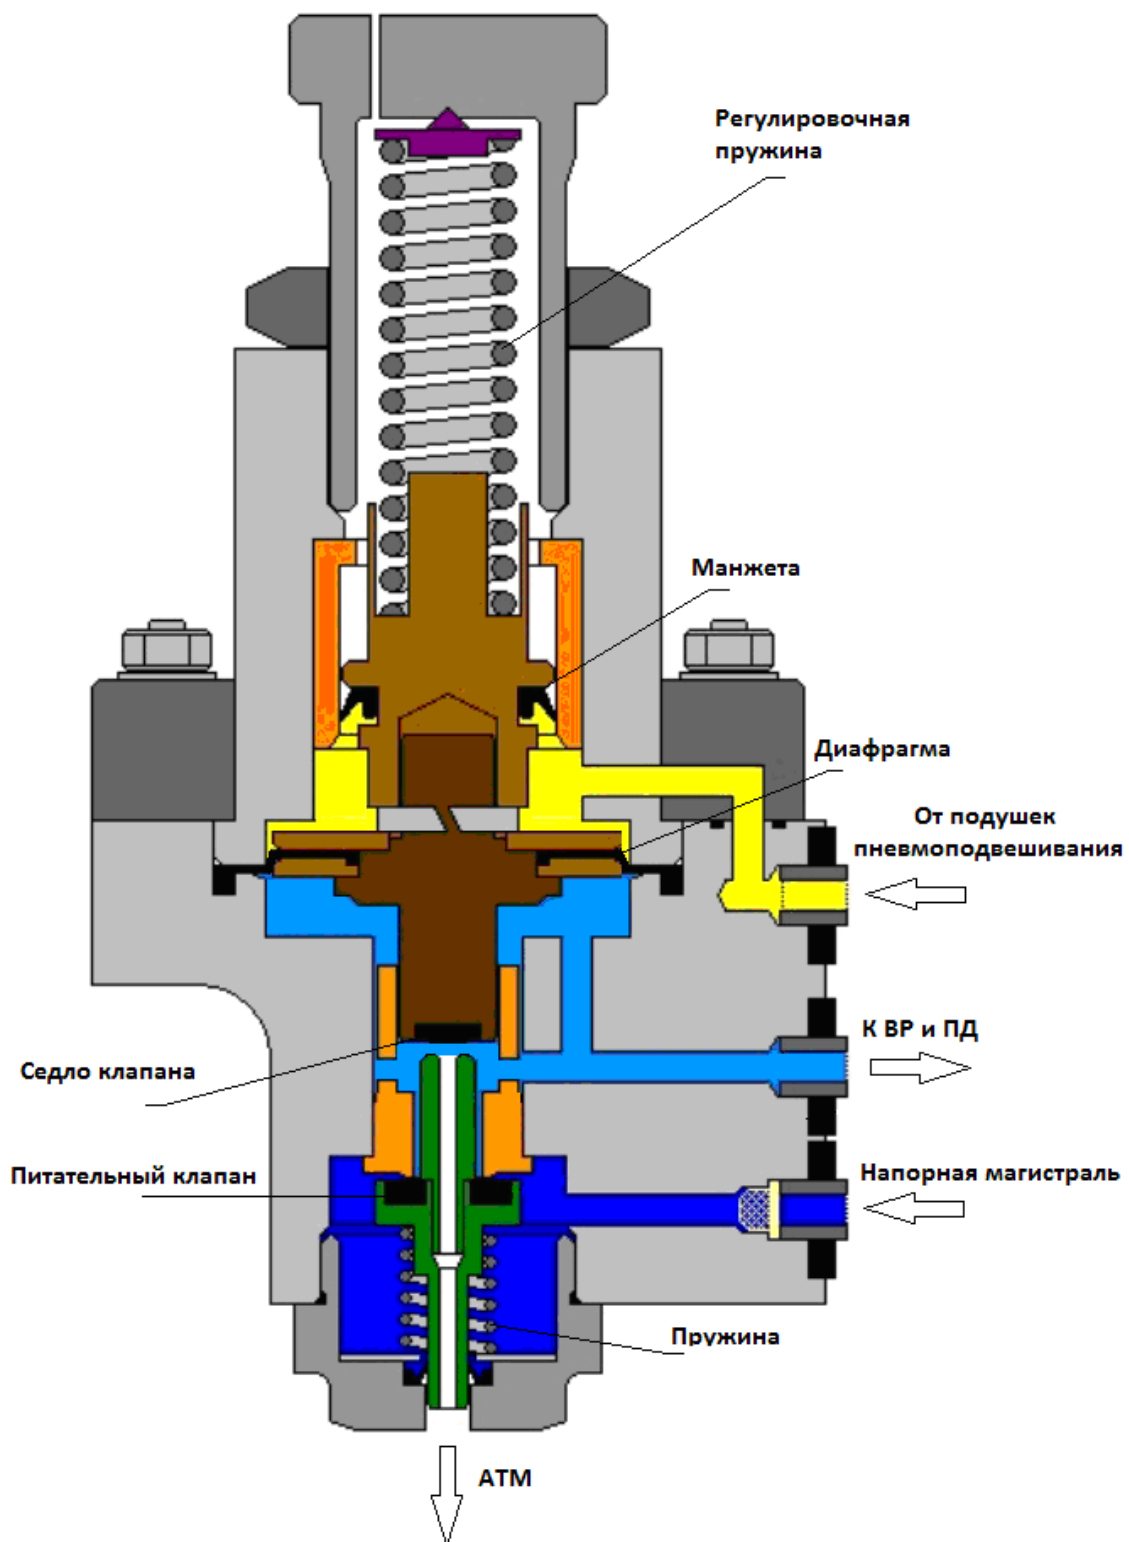 Регулировочная
пружина
Манжета
Диафрагма
От подушек
пневмоподвешивания
К ВР и ПД
Седло клапана
Питательный клапан
Напорная магистраль
Пружина
АТМ